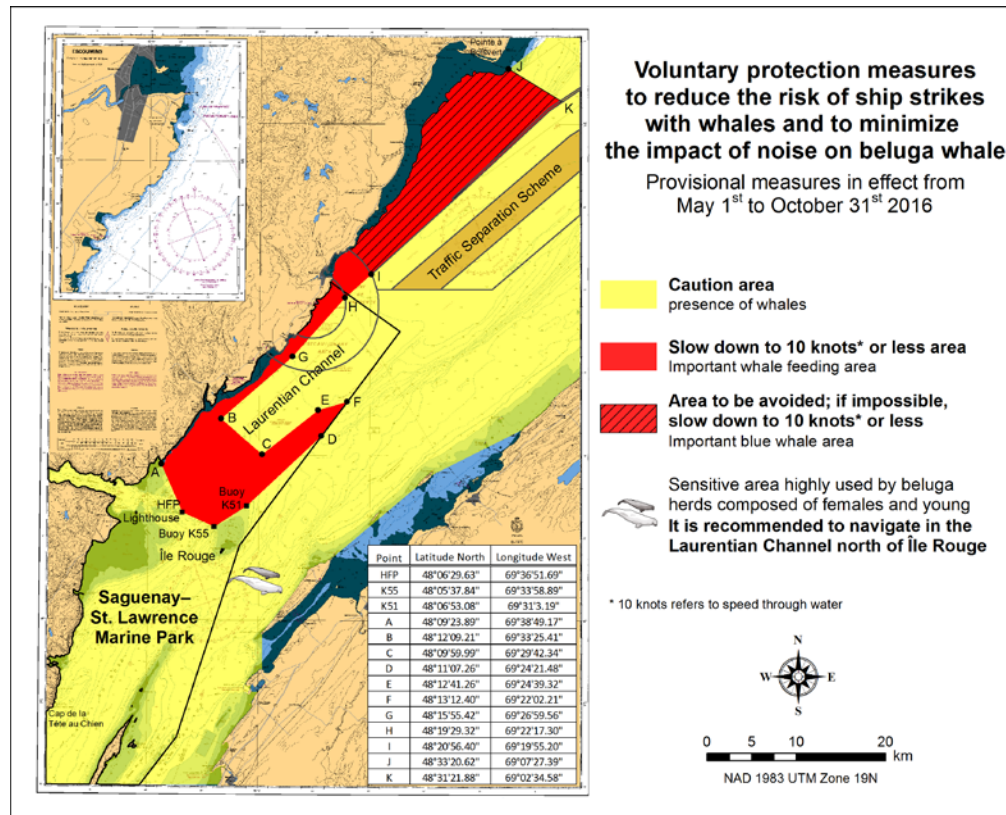 Voluntary protection measures
to reduce the risk of ship strikes
with whales and to minimize
the impact of noise on beluga whale
Provisional measures in effect from
May 1st to October 31st 2016
Caution area
presence of whales
Slow down to 10 knots* or less area
Important whale feeding area
Area to be avoided; if impossible,
slow down to 10 knots* or less
Important blue whale area
Sensitive area highly used by beluga
herds composed of females and young
It is recommended to navigate in the
Laurentian Channel north of Île Rouge
* 10 knots refers to speed through water
N
W E
S
0 5 10 20
km
NAD 1983 UTM Zone 19N
J
K
Traffic Separation Scheme
I
H
G
Laurentian Channel
F
E
D
B
C
A
Buoy
K51
HFP
Lighthouse
Buoy K55
Île Rouge
Saguenay–
St. Lawrence
Marine Park
Cap de la
Tête au Chien
Point Latitude North Longitude West
HFP 48°06'29.63" 69°36'51.69"
K55 48°05'37.84" 69°33'58.89"
K51 48°06'53.08" 69°31'3.19"
A 48°09'23.89" 69°38'49.17"
B 48°12'09.21" 69°33'25.41"
C 48°09'59.99" 69°29'42.34"
D 48°11'07.26" 69°24'21.48"
E 48°12'41.26" 69°24'39.32"
F 48°13'12.40" 69°22'02.21"
G 48°15'55.42" 69°26'59.56"
H 48°19'29.32" 69°22'17.30"
I 48°20'56.40" 69°19'55.20"
J 48°33'20.62" 69°07'27.39"
K 48°31'21.88" 69°02'34.58"